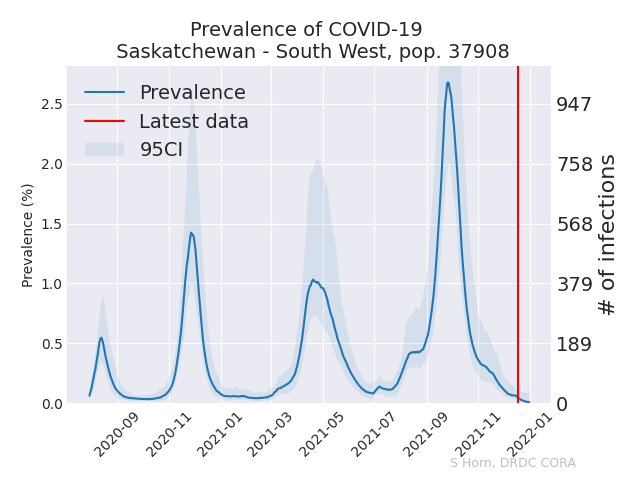 Prevalence of COVID-19
Saskatchewan - South West, pop. 37908
Prevalence
Latest data
95CI
Prevalence (%)
2.5
2.0
1.5
1.0
0.5
0.0
947
758
568
379
189
0
# of infections
2020-09
2020-11
2021-01
2021-03
2021-05
2021-07
2021-09
2021-11
2022-01
S Horn, DRDC CORA